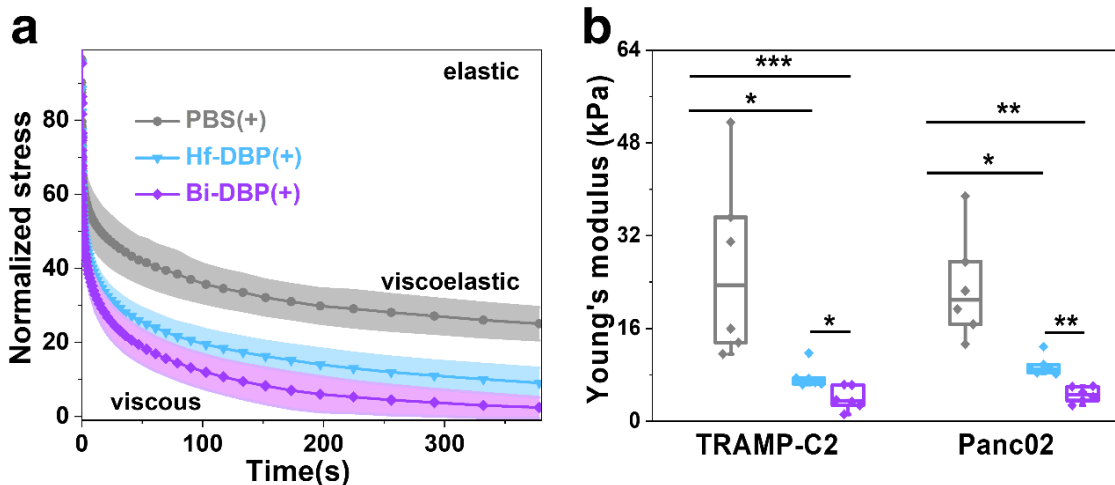 a
elastic
PBS(+)
Hf-DBP(+)
Bi-DBP(+)
viscoelastic
viscous
Normalized stress
80
60
40
20
0
0 100 200 300
Time(s)
b
Young's modulus (kPa)
64
48
32
16
0
***
*
*
**
*
**
TRAMP-C2 Panc02